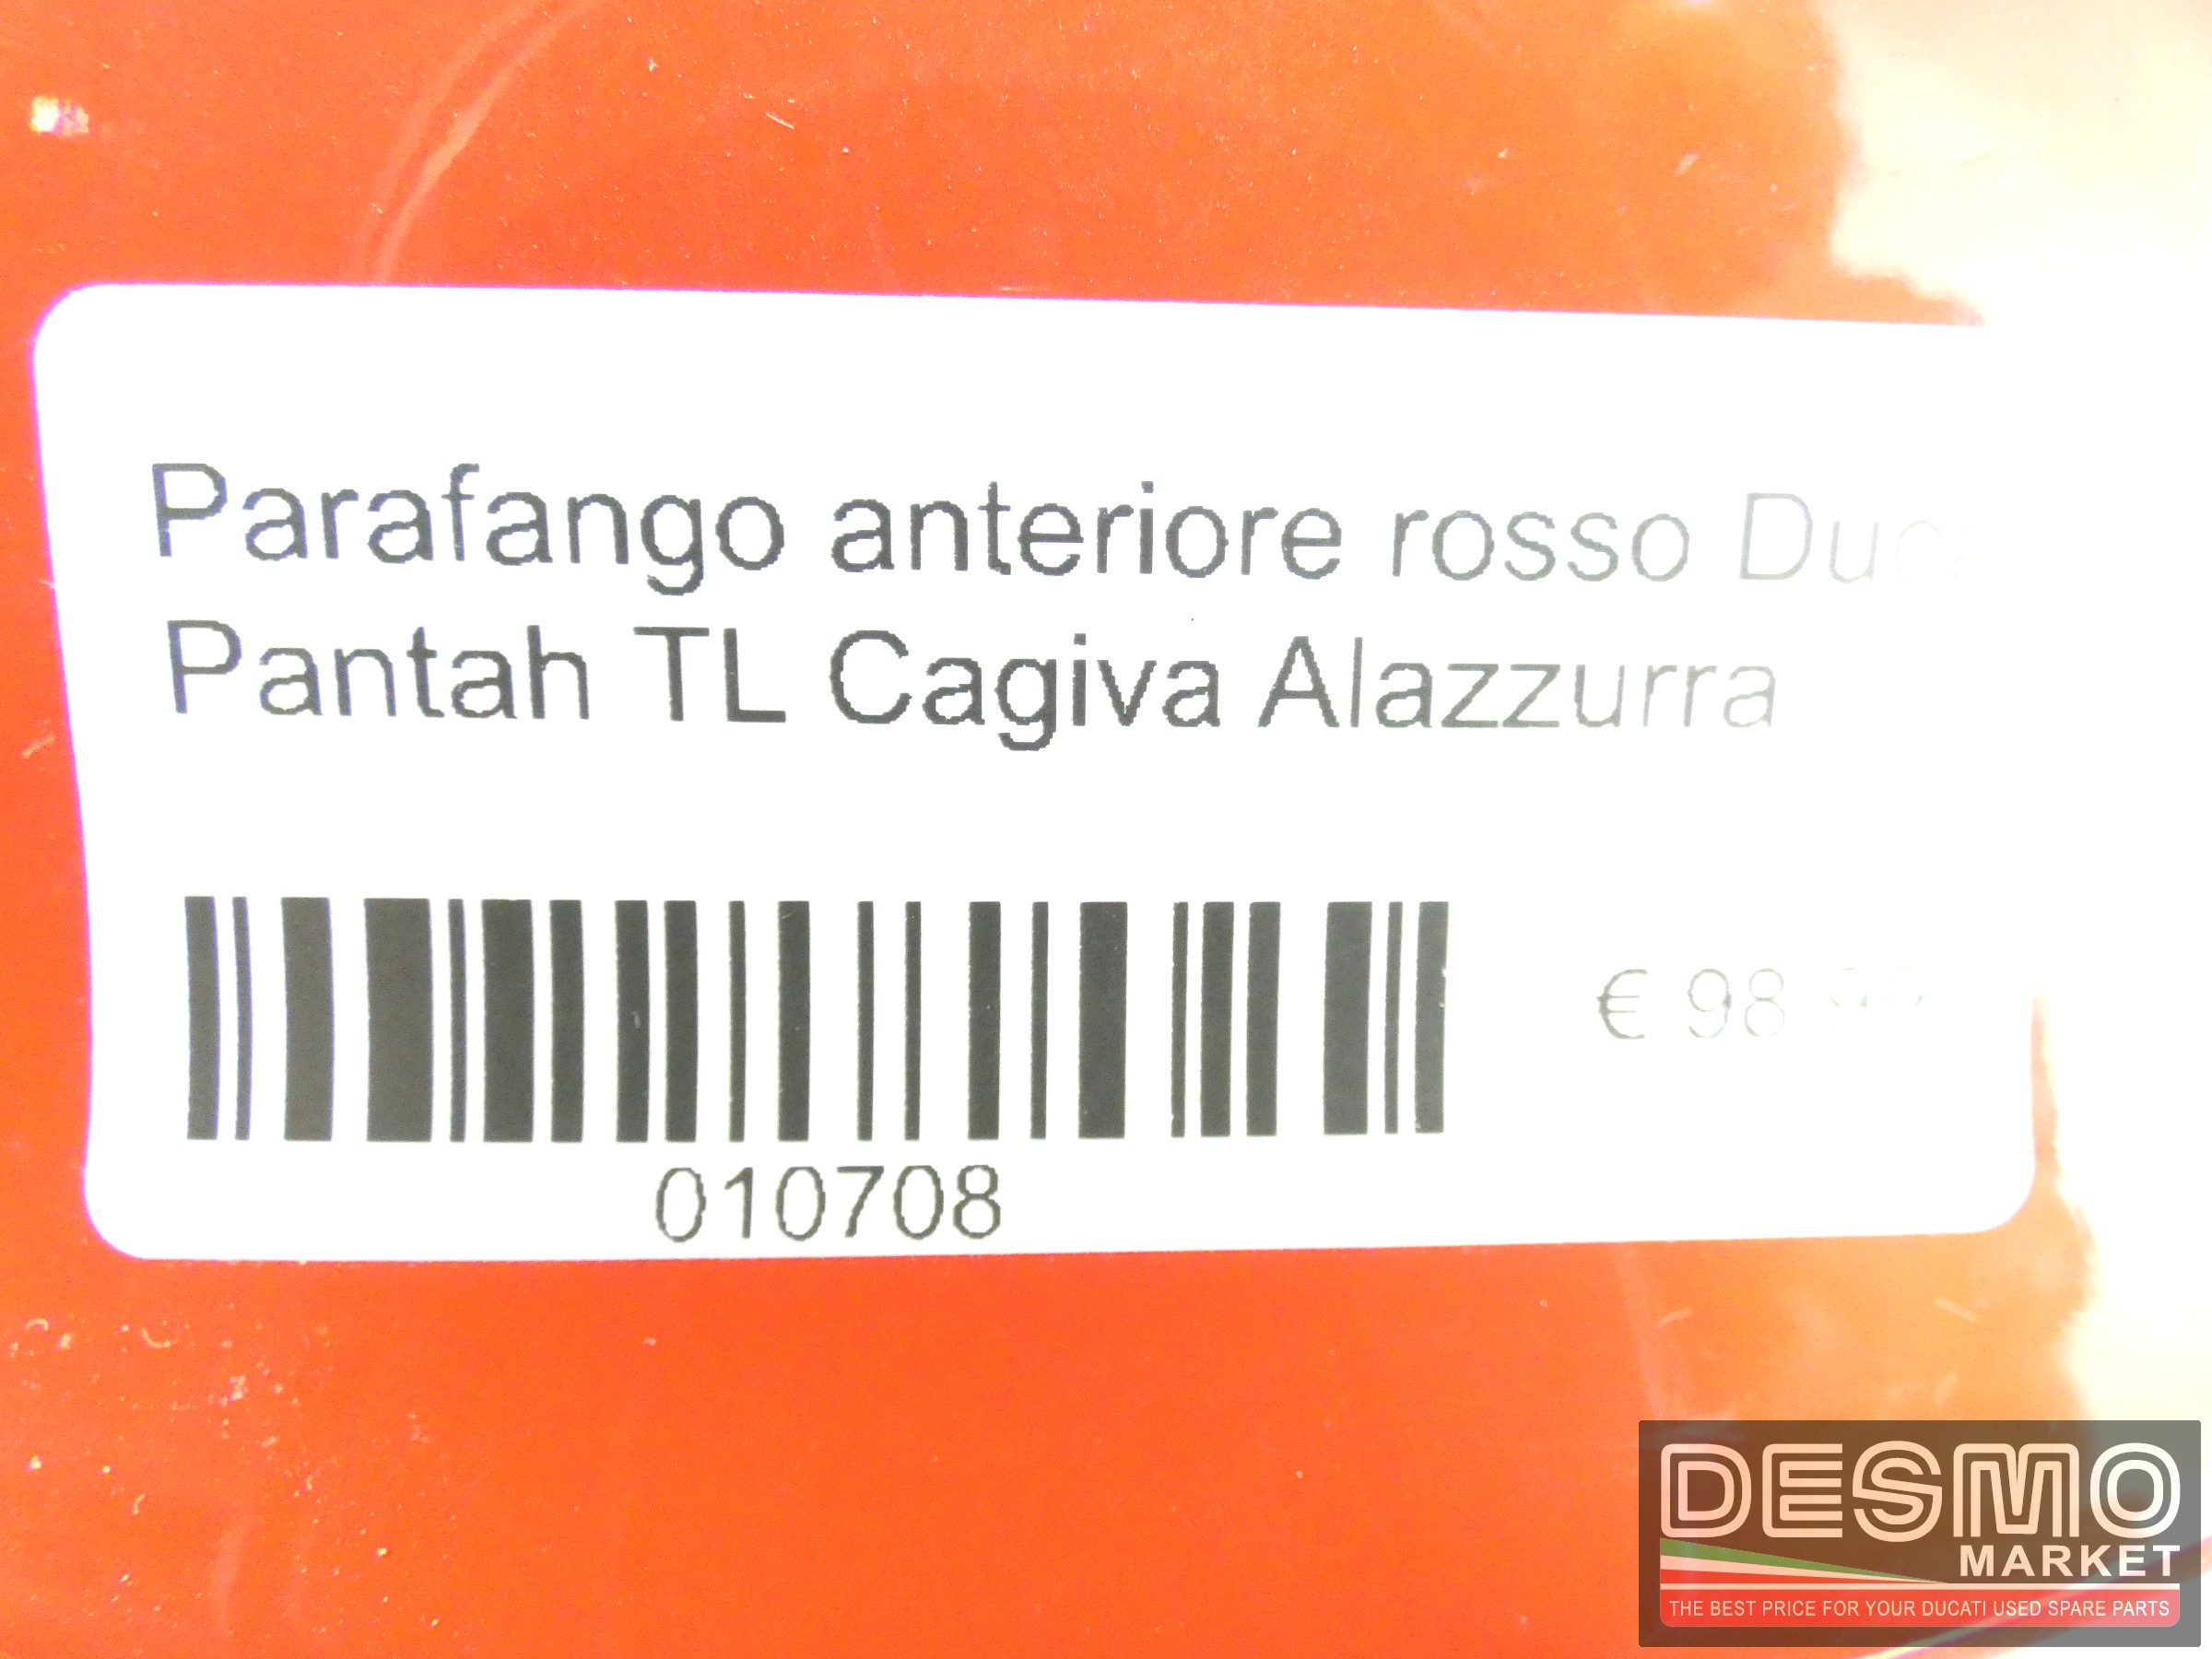 Parafango anteriore rosso
Pantah TL Cagiva Alazzurra
€ 98
010708
DESMO
MARKET
THE BEST PRICE FOR YOUR DUCATI USED SPARE PARTS